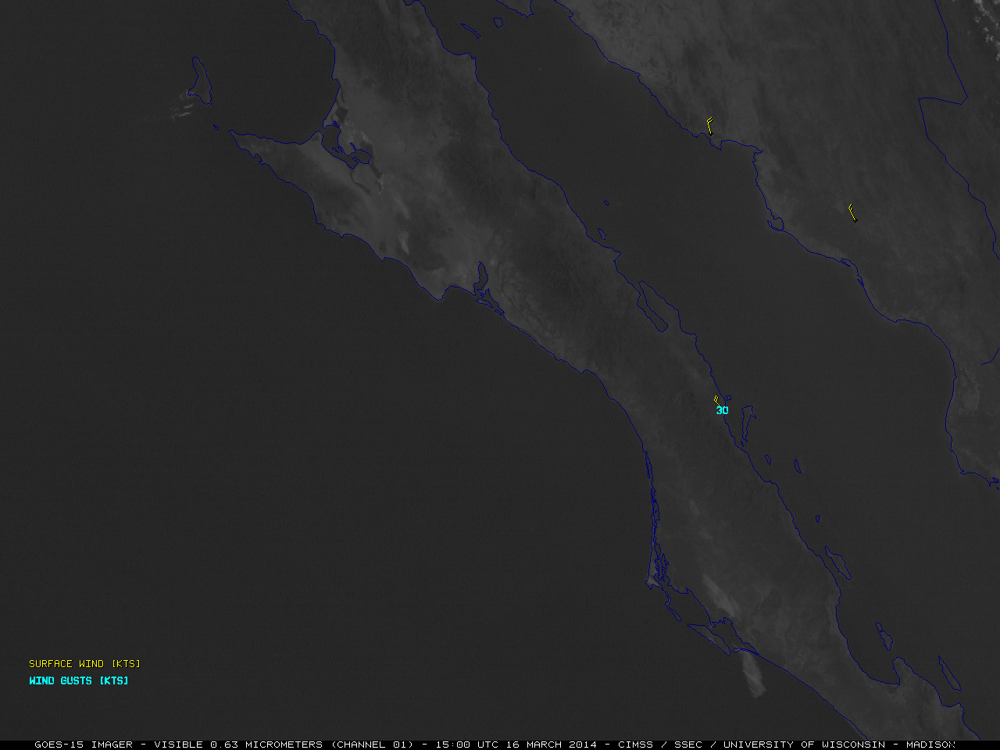 30
SURFACE WIND [KTS]
WIND GUSTS [KTS]
GOES-15 IMAGER - VISIBLE 0.63 MICROMETERS (CHANNEL 01) - 15:00 UTC 16 MARCH 2014 - CIMSS / SSEC / UNIVERSITY OF WISCONSIN - MADISON